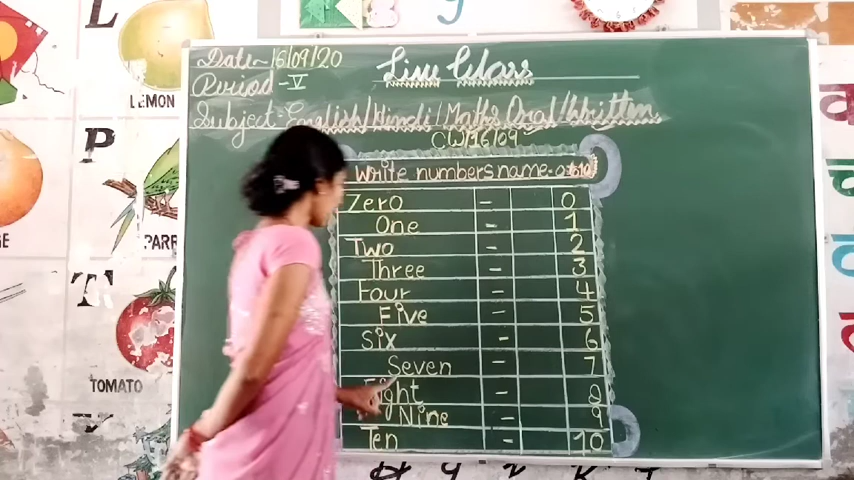 L
LEMON
P
PARR
T
TOMATO
Date - 16/09/20
Live Class
Period - V
Subject: English/Hindi/Maths Oral/Written
CW/16/09
Write numbers name - 0 to 10
Zero - 0
One - 1
Two - 2
Three - 3
Four - 4
Five - 5
Six - 6
Seven - 7
Eight - 8
Nine - 9
Ten - 10